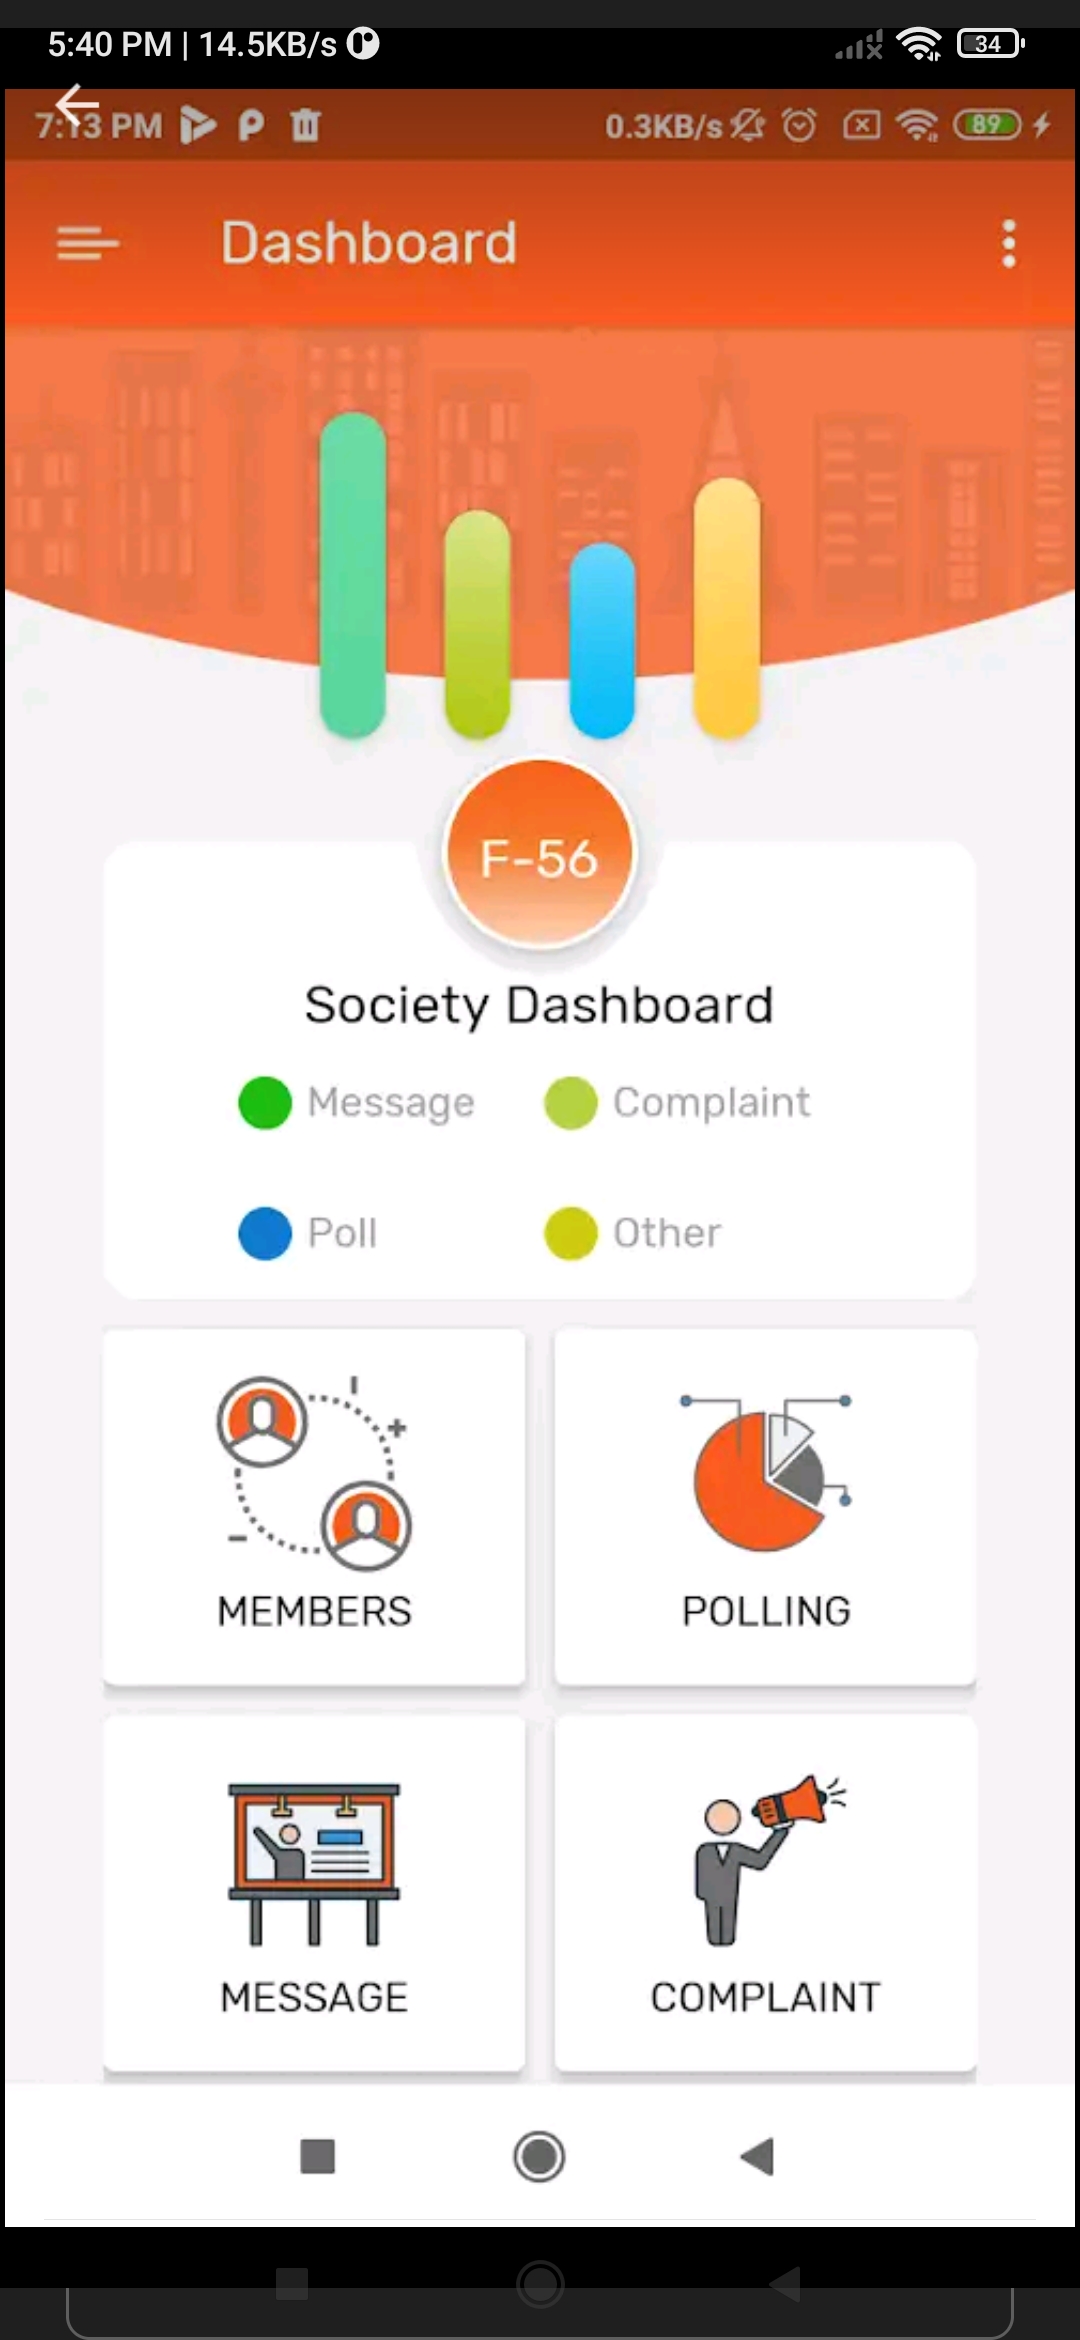 5:40 PM | 14.5KB/s
34
7:13 PM
0.3KB/s
89
Dashboard
F-56
Society Dashboard
Message
Complaint
Poll
Other
MEMBERS
POLLING
MESSAGE
COMPLAINT